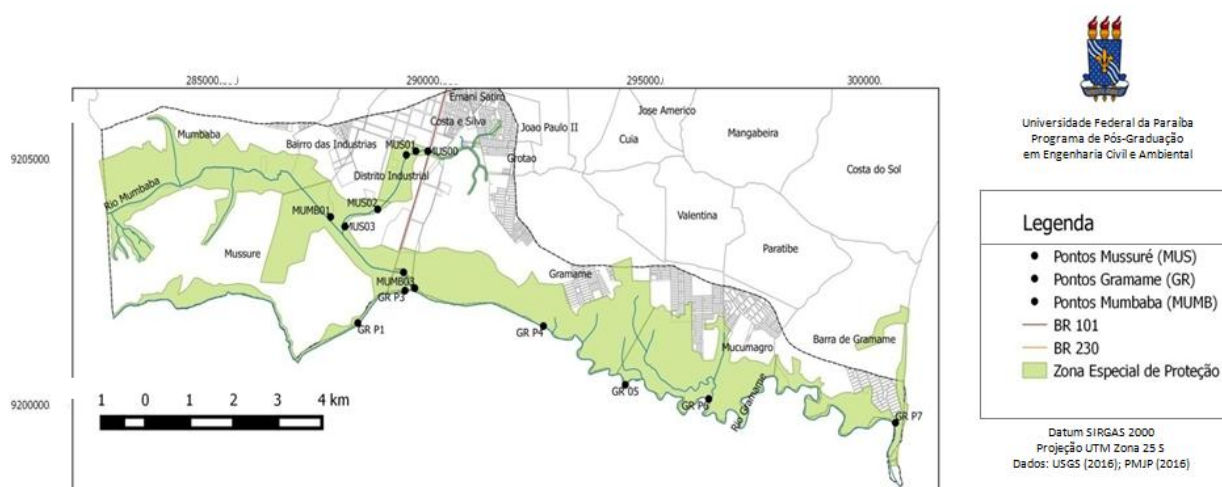 285000
290000
295000
300000
9205000
9200000
Ernani Satiro
Costa e Silva
Joao Paulo II
Jose Americo
Cuia
Mangabeira
Mumbaba
Bairro das Industrias
MUS01
MUS00
Grotao
Distrito Industrial
Costa do Sol
Rio Mumbaba
MUS02
MUMB01
MUS03
Valentina
Paratibe
Mussure
MUMB03
Gramame
GR P3
GR P1
GR P4
Mucumagro
Barra de Gramame
GR 05
GR P6
Rio Gramame
GR P7
1 0 1 2 3 4 km
Universidade Federal da Paraíba
Programa de Pós-Graduação
em Engenharia Civil e Ambiental
Legenda
Pontos Mussuré (MUS)
Pontos Gramame (GR)
Pontos Mumbaba (MUMB)
BR 101
BR 230
Zona Especial de Proteção
Datum SIRGAS 2000
Projeção UTM Zona 25 S
Dados: USGS (2016); PMJP (2016)